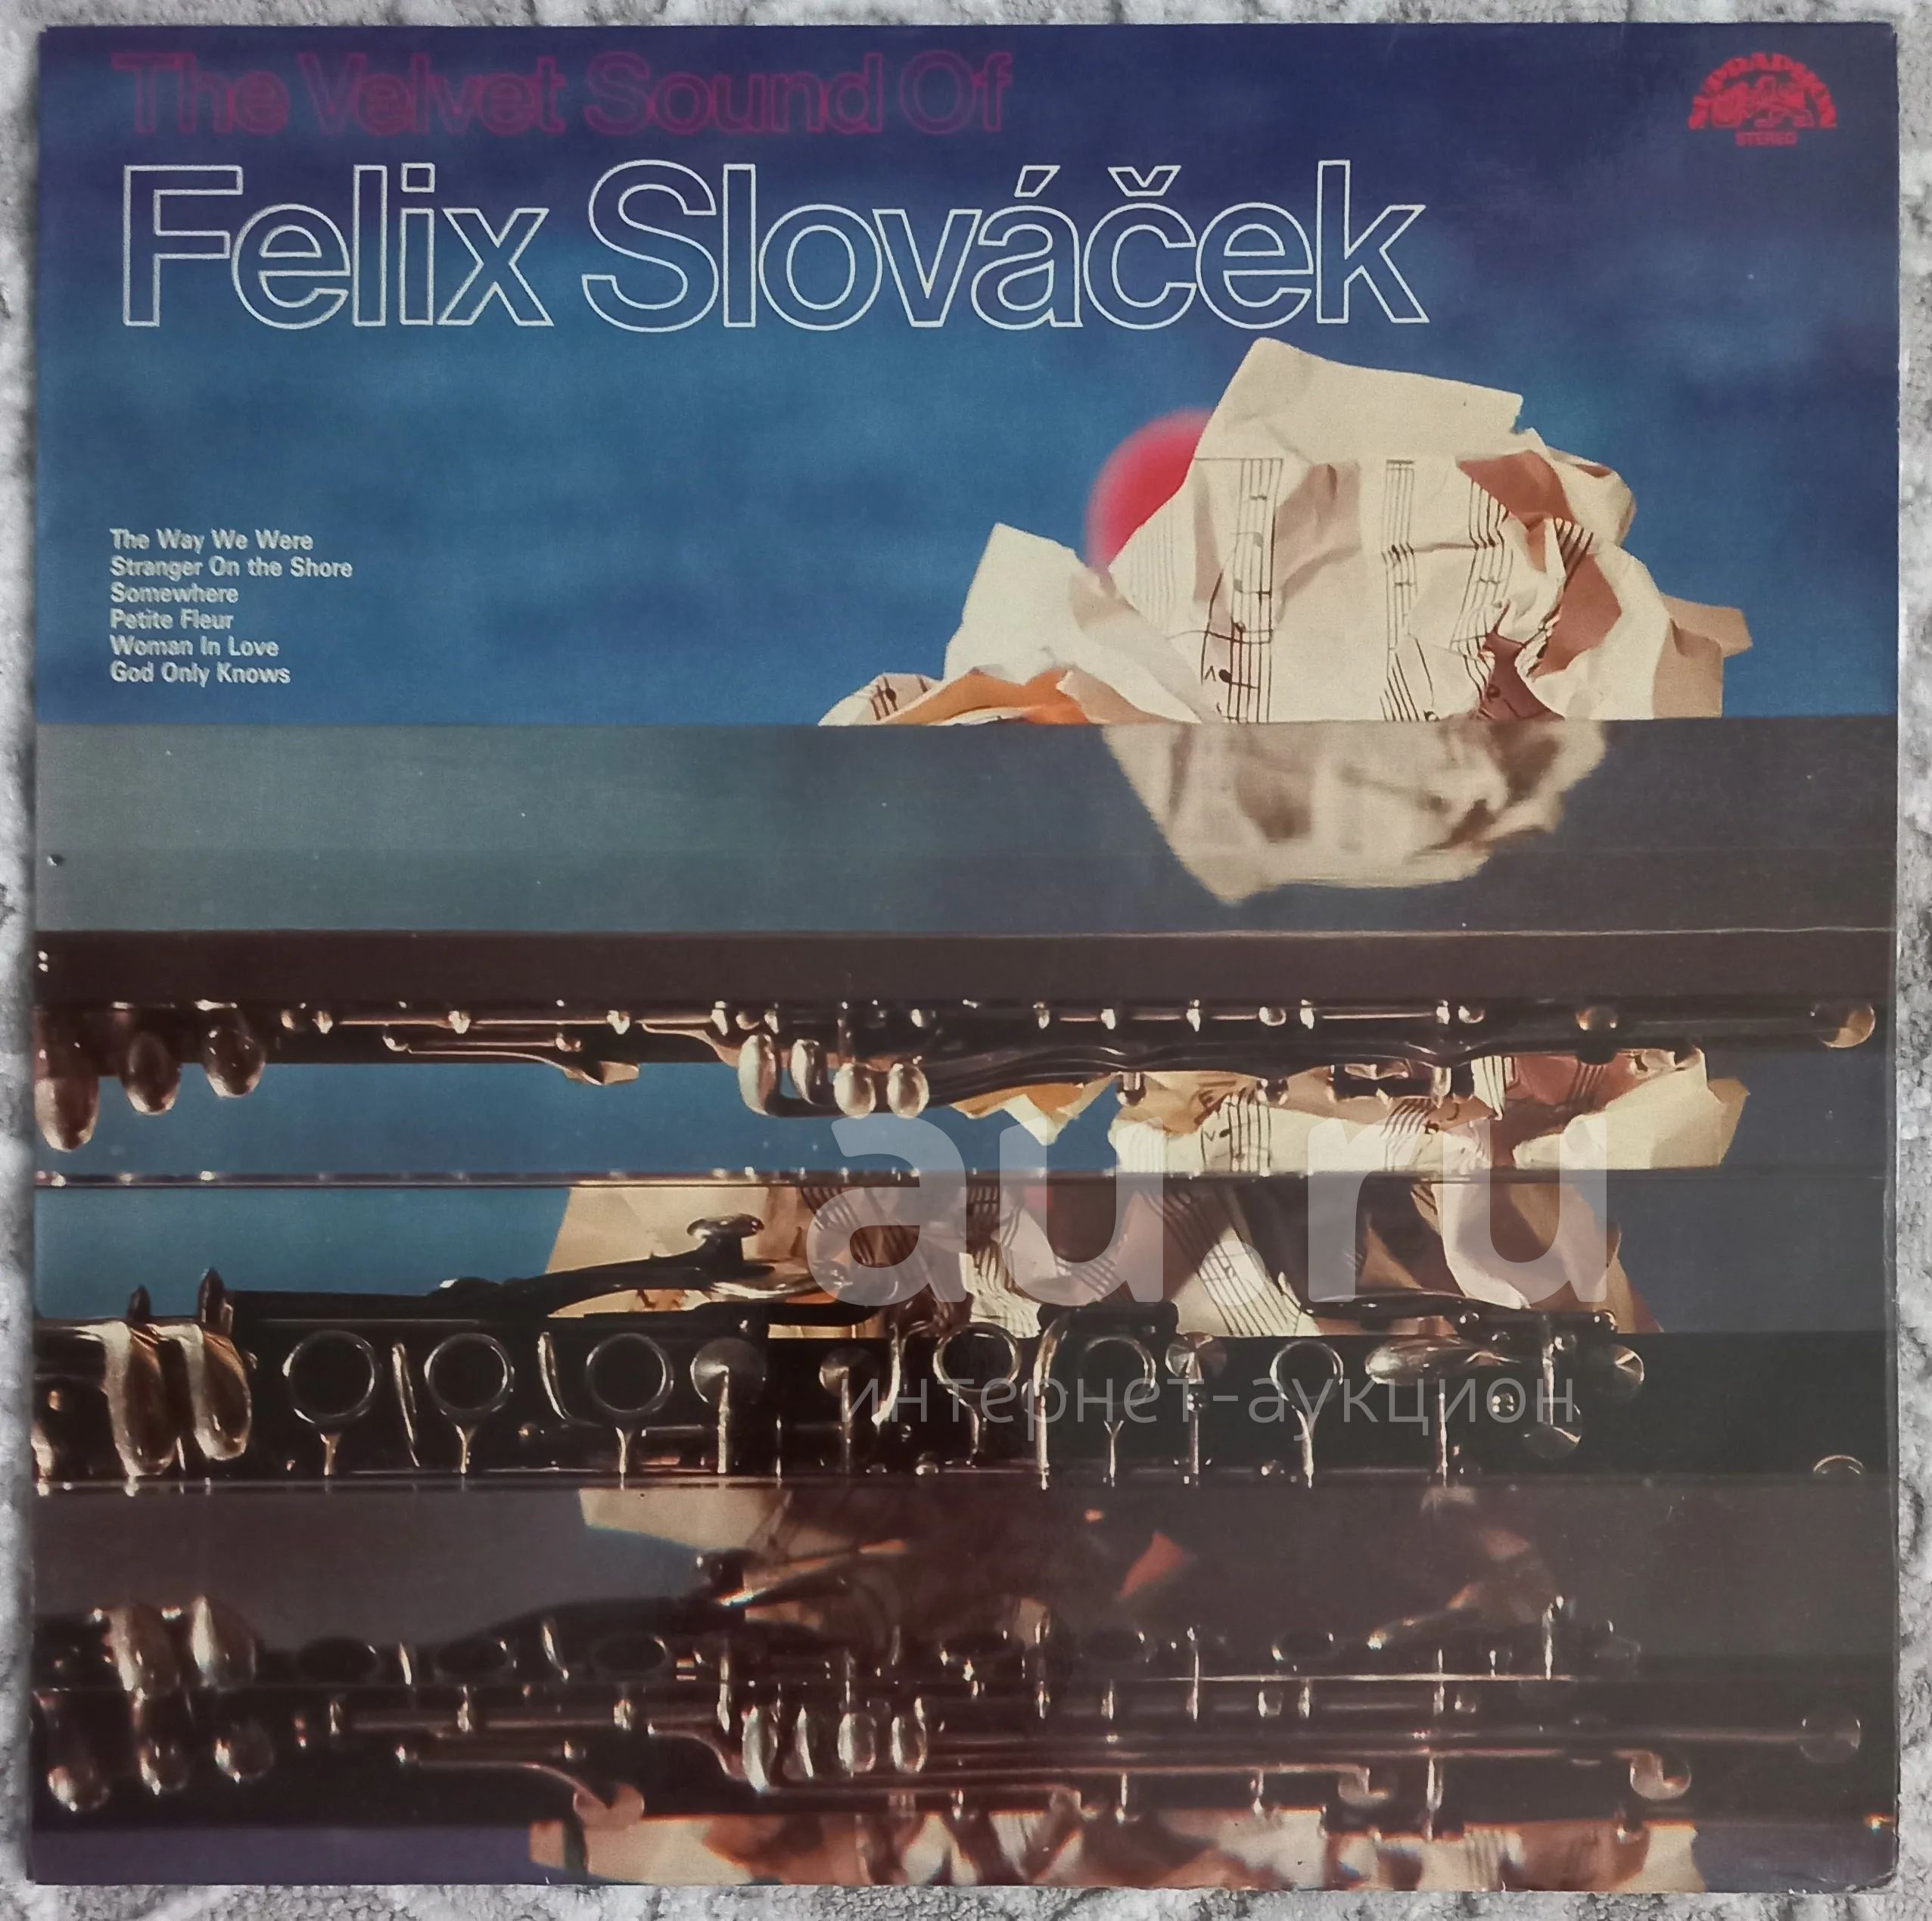 The Velvet Sound Of
SUPRAPHON
STEREO
Felix Slováček
The Way We Were
Stranger On the Shore
Somewhere
Petite Fleur
Woman In Love
God Only Knows
au.ru
интернет-аукцион